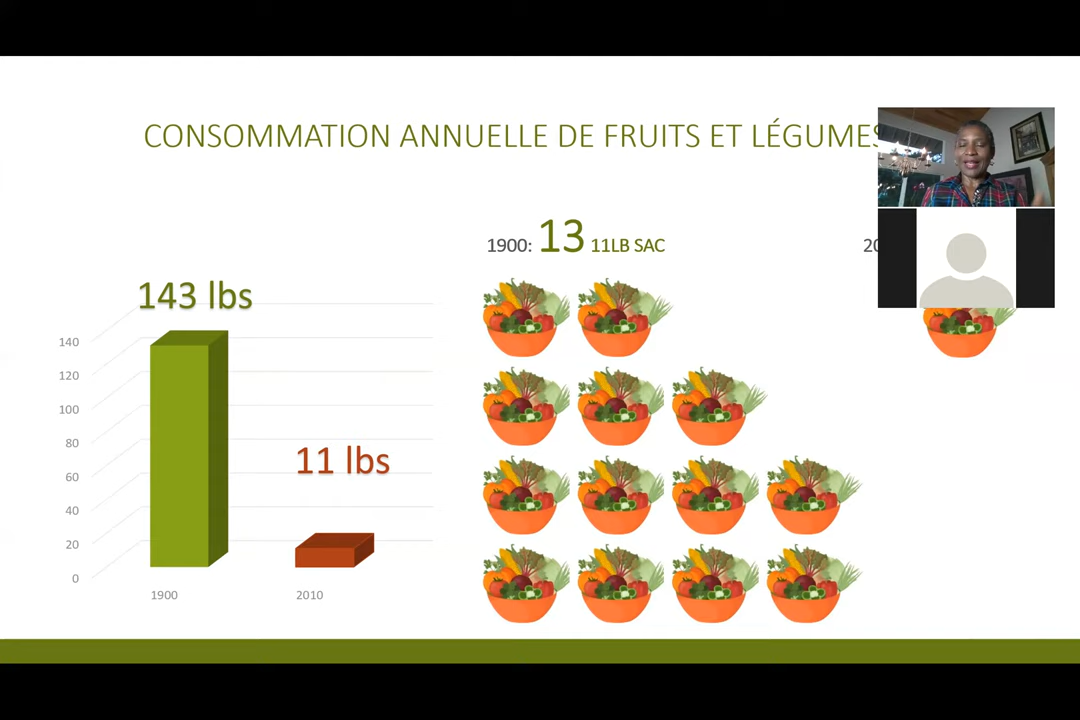 CONSOMMATION ANNUELLE DE FRUITS ET LÉGUMES
1900: 13 11LB SAC
143 lbs
11 lbs
140
120
100
80
60
40
20
0
1900
2010